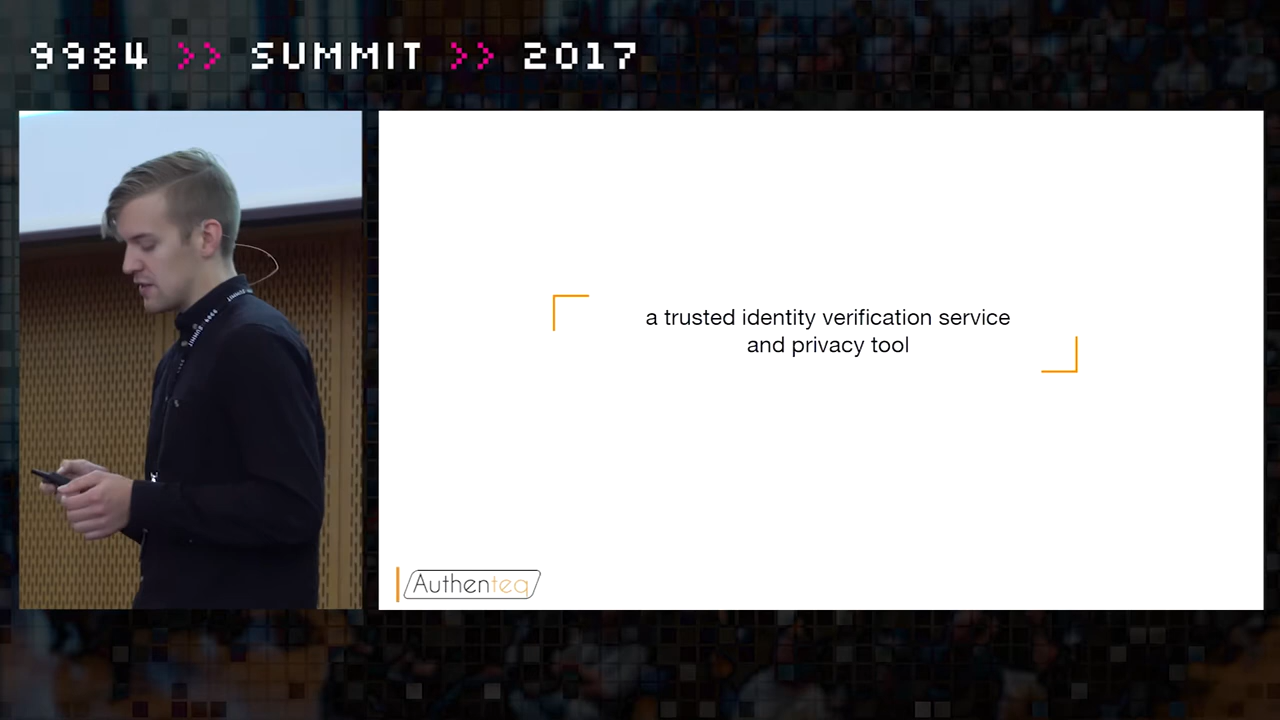 9984 >> SUMMIT >> 2017
a trusted identity verification service
and privacy tool
Authenteq